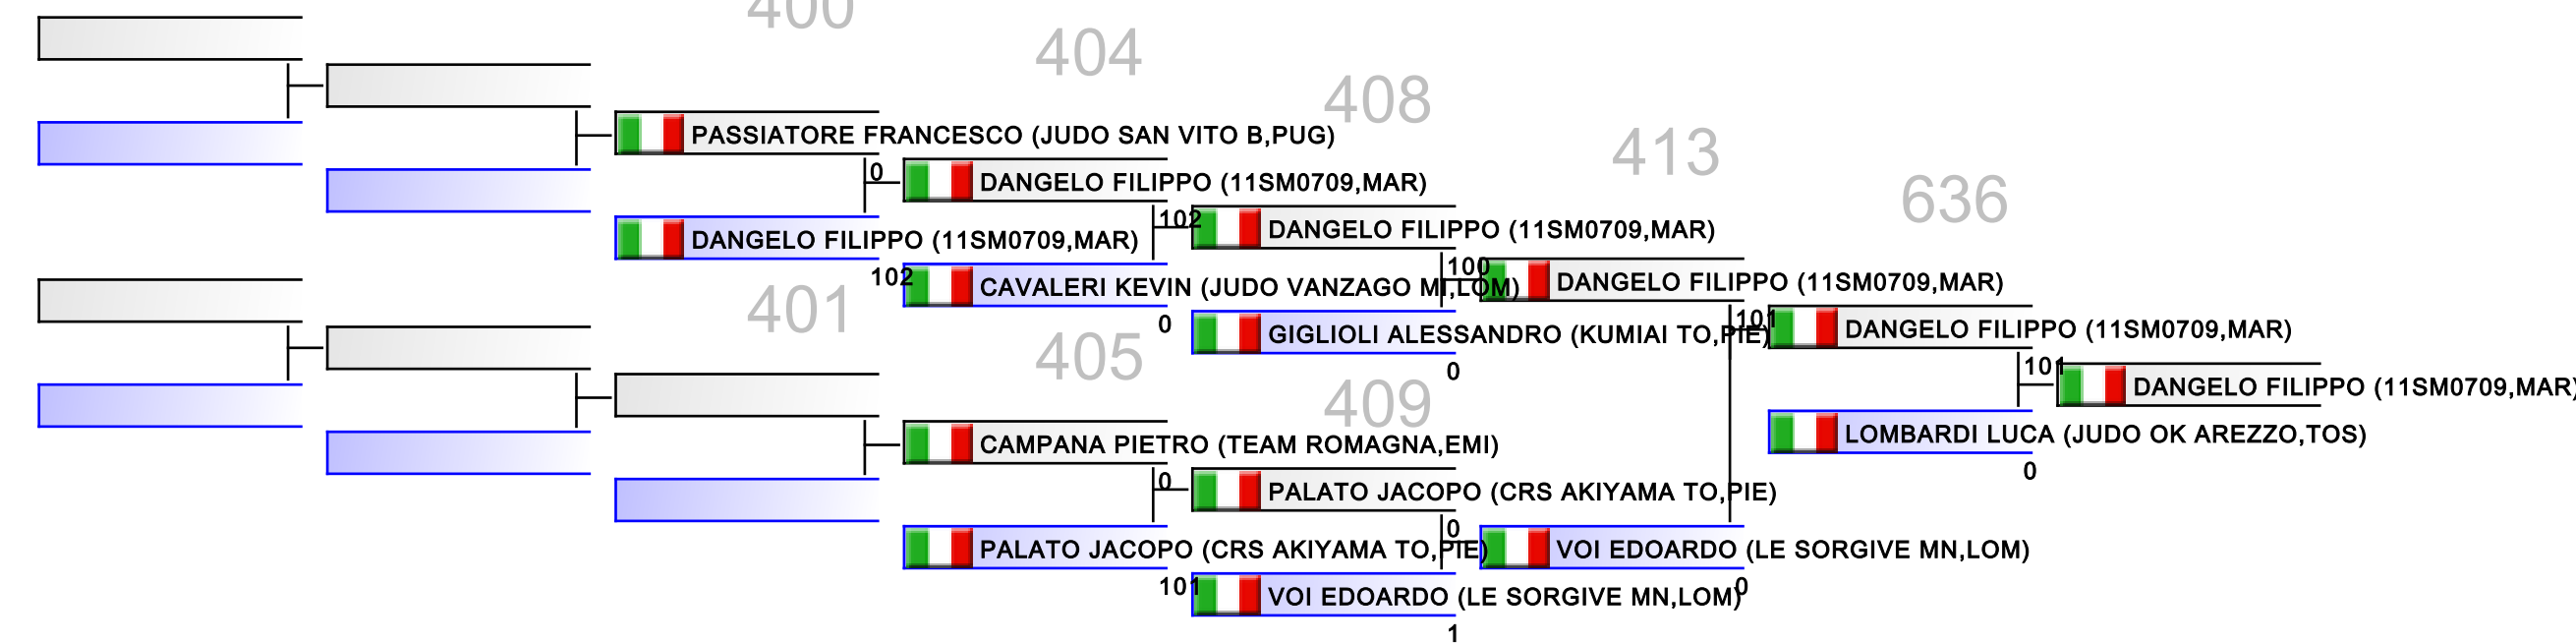 400
404
408
PASSIATORE FRANCESCO (JUDO SAN VITO B,PUG)
413
0
DANGELO FILIPPO (11SM0709,MAR)
636
102
DANGELO FILIPPO (11SM0709,MAR)
DANGELO FILIPPO (11SM0709,MAR)
100
102
CAVALERI KEVIN (JUDO VANZAGO MI,LOM)
DANGELO FILIPPO (11SM0709,MAR)
401
0
101
GIGLIOLI ALESSANDRO (KUMIAI TO,PIE)
DANGELO FILIPPO (11SM0709,MAR)
405
0
101
DANGELO FILIPPO (11SM0709,MAR)
409
CAMPANA PIETRO (TEAM ROMAGNA,EMI)
LOMBARDI LUCA (JUDO OK AREZZO,TOS)
0
0
PALATO JACOPO (CRS AKIYAMA TO,PIE)
0
PALATO JACOPO (CRS AKIYAMA TO,PIE)
VOI EDOARDO (LE SORGIVE MN,LOM)
101
0
VOI EDOARDO (LE SORGIVE MN,LOM)
1